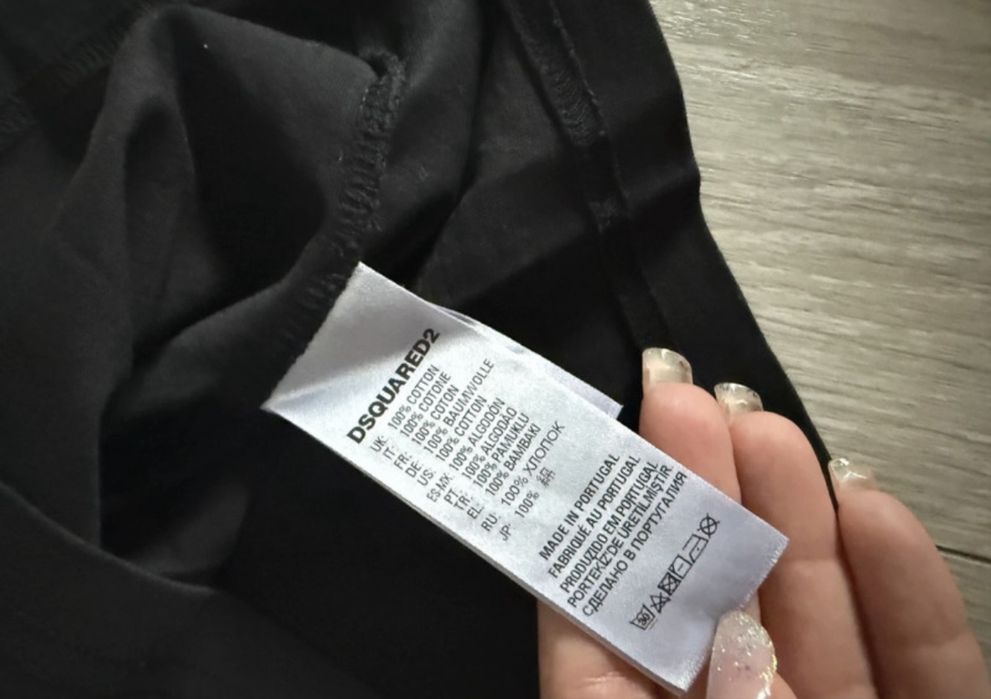 DSQUARED2
UK: 100% COTTON
IT: 100% COTONE
FR: 100% COTON
DE: 100% BAUMWOLLE
US: 100% COTTON
ES-MX: 100% ALGODÓN
PT: 100% ALGODÃO
TR: 100% PAMUKLU
EL: 100% BAMBAKI
RU: 100% ХЛОПОК
JP: 100% 綿
MADE IN PORTUGAL
FABRIQUÉ AU PORTUGAL
PRODUZIDO EM PORTUGAL
PORTEKİZ'DE ÜRETİLMİŞTİR
СДЕЛАНО В ПОРТУГАЛИЯ
30